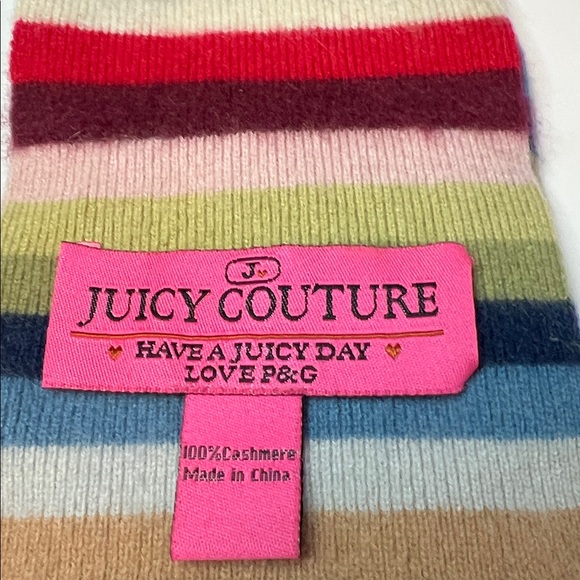 J
JUICY COUTURE
HAVE A JUICY DAY
LOVE P&G
100%Cashmere
Made in China